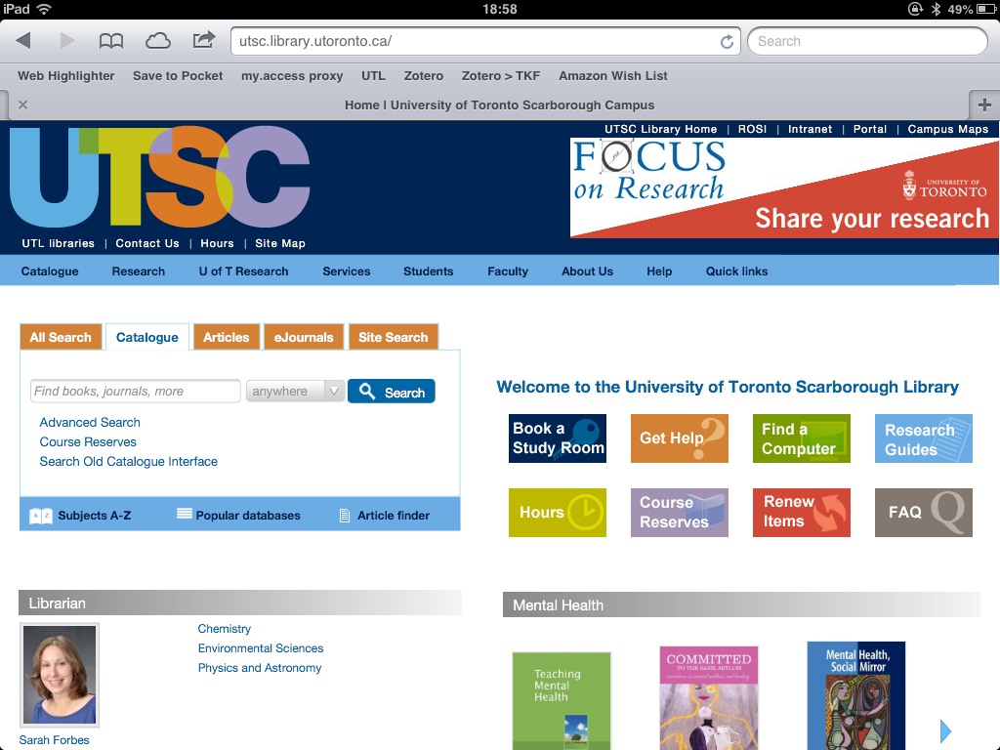 iPad 18:58 49%
utsc.library.utoronto.ca/ Search
Web Highlighter Save to Pocket my.access proxy UTL Zotero Zotero > TKF Amazon Wish List
Home | University of Toronto Scarborough Campus
UTSC Library Home | ROSI | Intranet | Portal | Campus Maps
UTSC
FOCUS
on Research
UNIVERSITY OF
TORONTO
Share your research
UTL libraries | Contact Us | Hours | Site Map
Catalogue Research U of T Research Services Students Faculty About Us Help Quick links
All Search Catalogue Articles eJournals Site Search
Find books, journals, more anywhere Search
Advanced Search
Course Reserves
Search Old Catalogue Interface
A Z Subjects A-Z Popular databases Article finder
Welcome to the University of Toronto Scarborough Library
Book a
Study Room
Get Help ?
Find a
Computer
Research
Guides
Hours
Course
Reserves
Renew
Items
FAQ Q
Librarian
Chemistry
Environmental Sciences
Physics and Astronomy
Sarah Forbes
Mental Health
Teaching
Mental
Health
COMMITTED
TO THE SANE ASYLUM
Mental Health,
Social Mirror